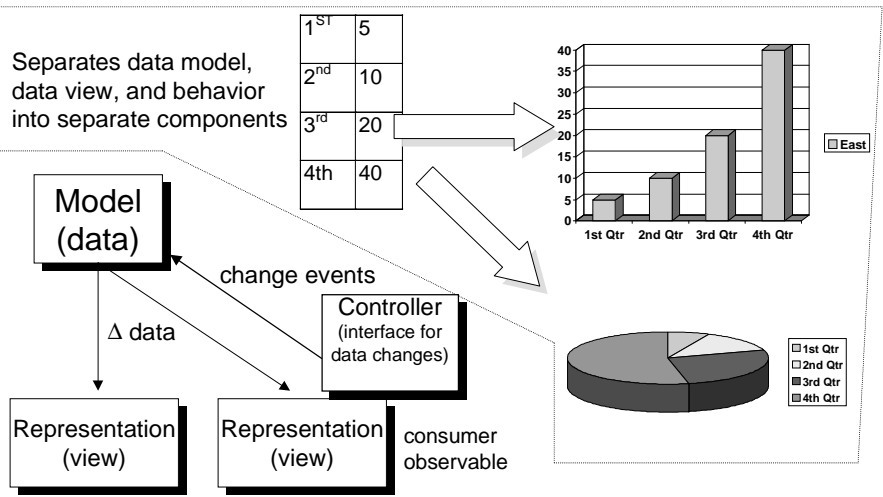 Separates data model,
data view, and behavior
into separate components
1ST 5
2nd 10
3rd 20
4th 40
40
35
30
25
20
15
10
5
0
1st Qtr 2nd Qtr 3rd Qtr 4th Qtr
East
Model
(data)
change events
Δ data
Controller
(interface for
data changes)
Representation
(view)
Representation
(view)
consumer
observable
1st Qtr
2nd Qtr
3rd Qtr
4th Qtr